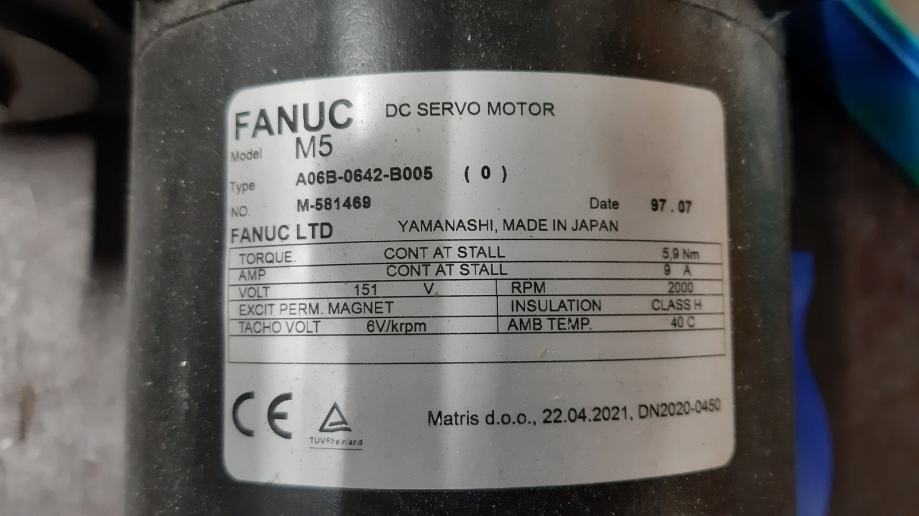 FANUC DC SERVO MOTOR
Model M5
Type A06B-0642-B005 ( 0 )
NO. M-581469 Date 97.07
FANUC LTD YAMANASHI, MADE IN JAPAN
TORQUE. CONT AT STALL 5,9 Nm
AMP CONT AT STALL 9 A
VOLT 151 V. RPM 2000
EXCIT PERM. MAGNET INSULATION CLASS H
TACHO VOLT 6V/krpm AMB TEMP. 40 C
CE
TÜVRheinland
Matris d.o.o., 22.04.2021, DN2020-0450